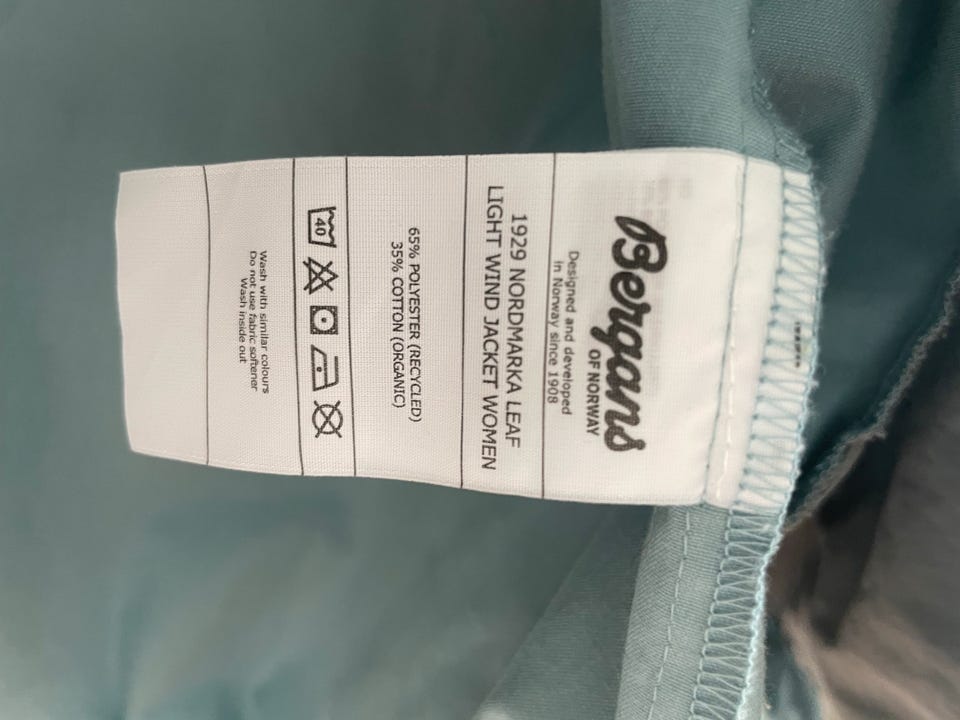 Bergans
OF NORWAY
Designed and developed
in Norway since 1908
1929 NORDMARKA LEAF
LIGHT WIND JACKET WOMEN
65% POLYESTER (RECYCLED)
35% COTTON (ORGANIC)
40
Wash with similar colours
Do not use fabric softener
Wash inside out